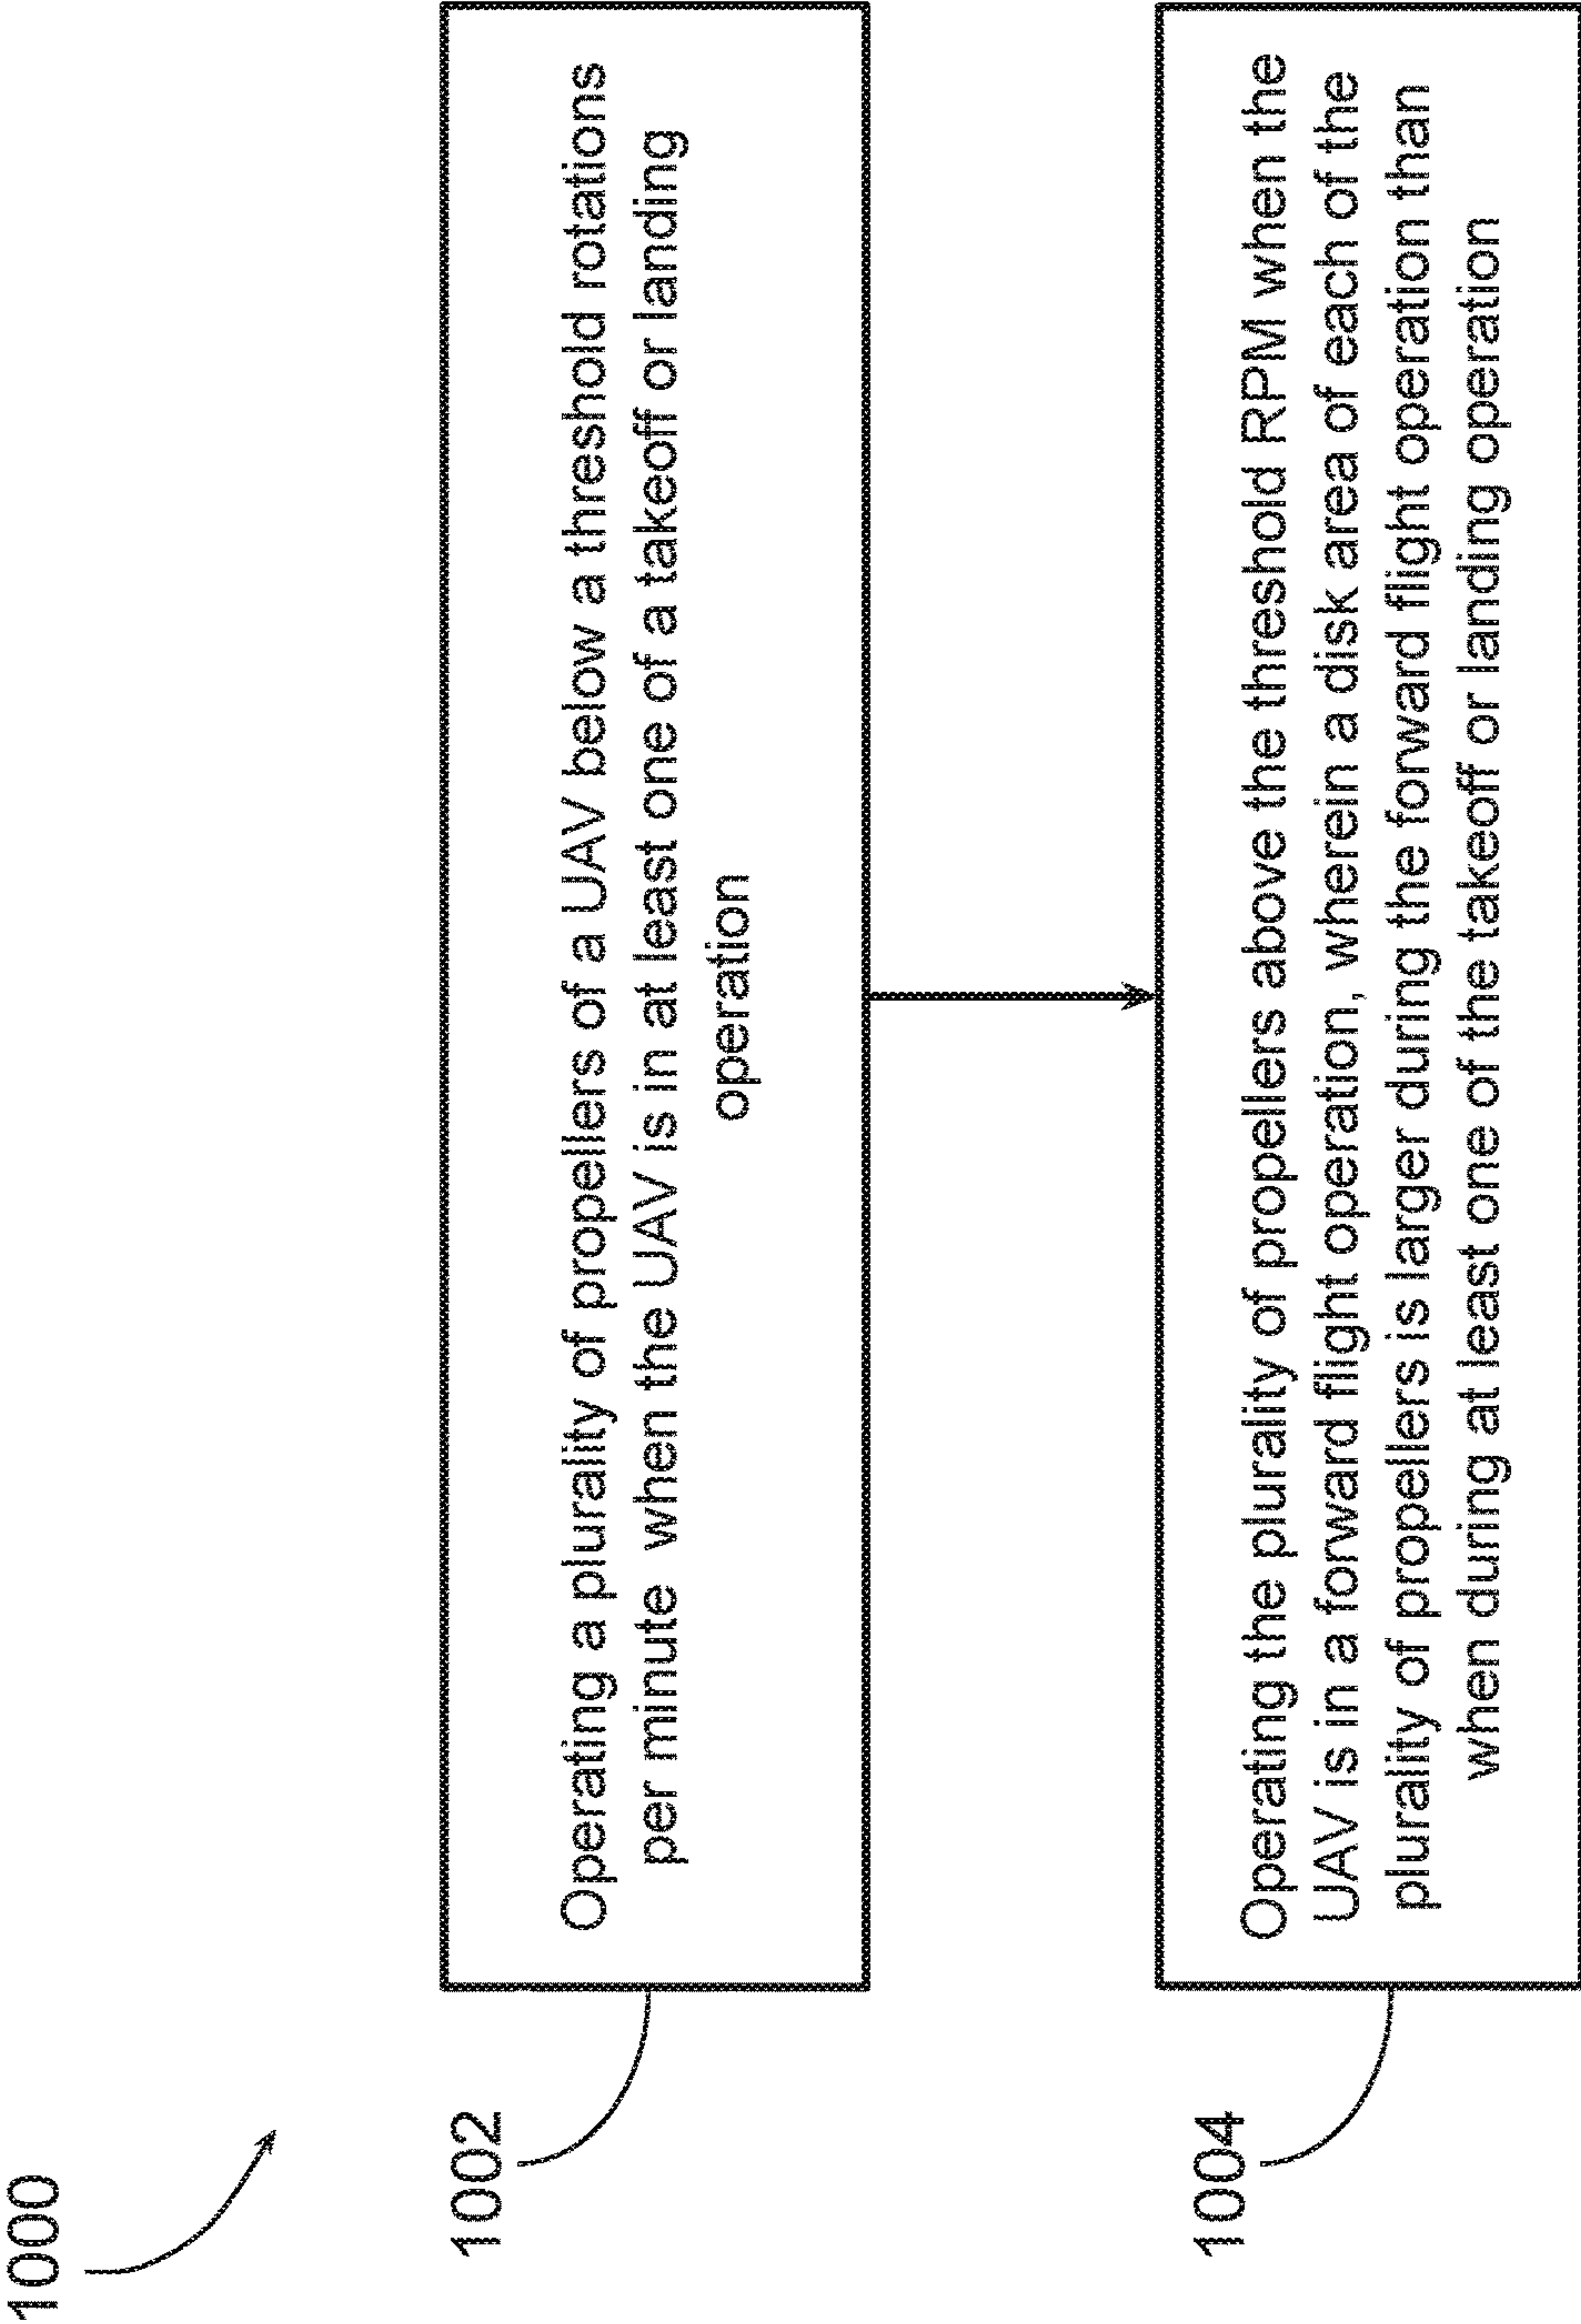 1000
1002
Operating a plurality of propellers of a UAV below a threshold rotations
per minute when the UAV is in at least one of a takeoff or landing
operation
1004
Operating the plurality of propellers above the threshold RPM when the
UAV is in a forward flight operation, wherein a disk area of each of the
plurality of propellers is larger during the forward flight operation than
when during at least one of the takeoff or landing operation